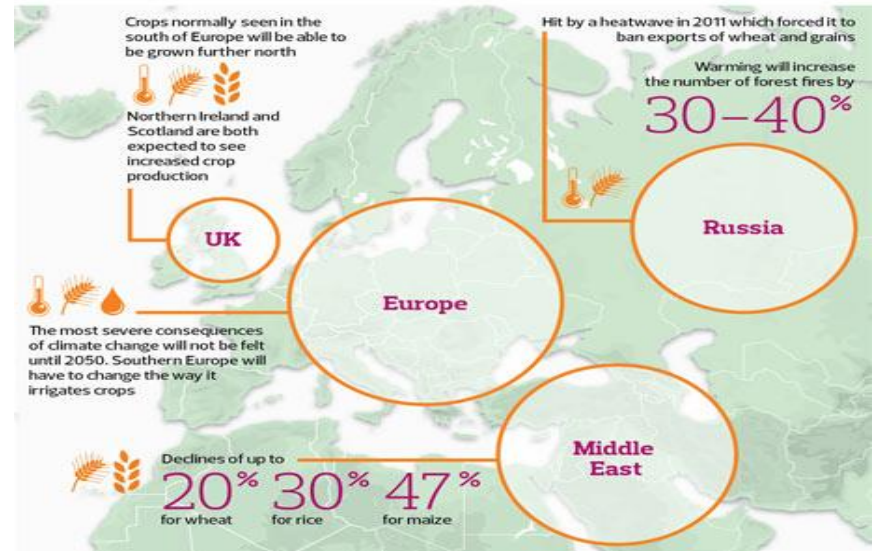 Crops normally seen in the
south of Europe will be able to
be grown further north
Northern Ireland and
Scotland are both
expected to see
increased crop
production
UK
Hit by a heatwave in 2011 which forced it to
ban exports of wheat and grains
Warming will increase
the number of forest fires by
30–40%
Russia
Europe
The most severe consequences
of climate change will not be felt
until 2050. Southern Europe will
have to change the way it
irrigates crops
Middle
East
Declines of up to
20% 30% 47%
for wheat for rice for maize